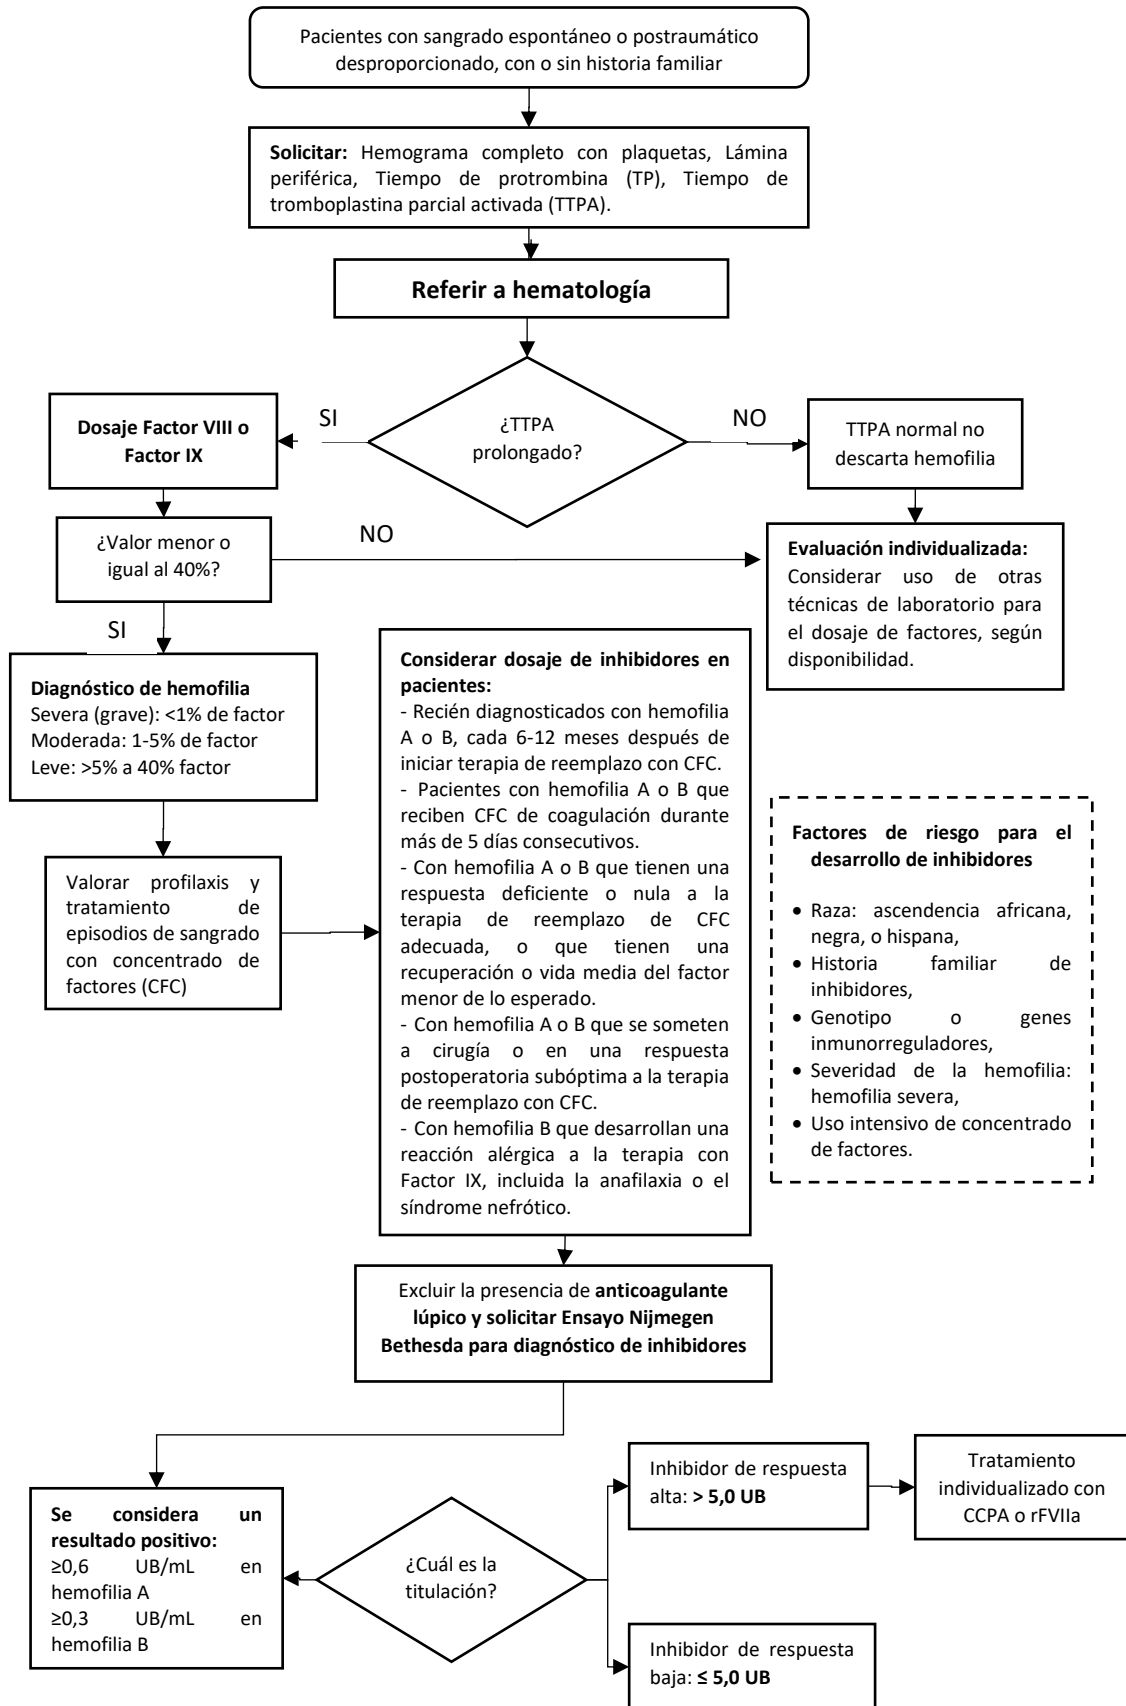 Pacientes con sangrado espontáneo o postraumático
desproporcionado, con o sin historia familiar
Solicitar: Hemograma completo con plaquetas, Lámina
periférica, Tiempo de protrombina (TP), Tiempo de
tromboplastina parcial activada (TTPA).
Referir a hematología
¿TTPA
prolongado?
SI
NO
Dosaje Factor VIII o
Factor IX
TTPA normal no
descarta hemofilia
¿Valor menor o
igual al 40%?
NO
SI
Evaluación individualizada:
Considerar uso de otras
técnicas de laboratorio para
el dosaje de factores, según
disponibilidad.
Diagnóstico de hemofilia
Severa (grave): <1% de factor
Moderada: 1-5% de factor
Leve: >5% a 40% factor
Valorar profilaxis y
tratamiento de
episodios de sangrado
con concentrado de
factores (CFC)
Considerar dosaje de inhibidores en
pacientes:
- Recién diagnosticados con hemofilia
A o B, cada 6-12 meses después de
iniciar terapia de reemplazo con CFC.
- Pacientes con hemofilia A o B que
reciben CFC de coagulación durante
más de 5 días consecutivos.
- Con hemofilia A o B que tienen una
respuesta deficiente o nula a la
terapia de reemplazo de CFC
adecuada, o que tienen una
recuperación o vida media del factor
menor de lo esperado.
- Con hemofilia A o B que se someten
a cirugía o en una respuesta
postoperatoria subóptima a la terapia
de reemplazo con CFC.
- Con hemofilia B que desarrollan una
reacción alérgica a la terapia con
Factor IX, incluida la anafilaxia o el
síndrome nefrótico.
Factores de riesgo para el
desarrollo de inhibidores
• Raza: ascendencia africana,
negra, o hispana,
• Historia familiar de
inhibidores,
• Genotipo o genes
inmunorreguladores,
• Severidad de la hemofilia:
hemofilia severa,
• Uso intensivo de concentrado
de factores.
Excluir la presencia de anticoagulante
lúpico y solicitar Ensayo Nijmegen
Bethesda para diagnóstico de inhibidores
Se considera un
resultado positivo:
≥0,6 UB/mL en
hemofilia A
≥0,3 UB/mL en
hemofilia B
¿Cuál es la
titulación?
Inhibidor de respuesta
alta: > 5,0 UB
Tratamiento
individualizado con
CCPA o rFVIIa
Inhibidor de respuesta
baja: ≤ 5,0 UB